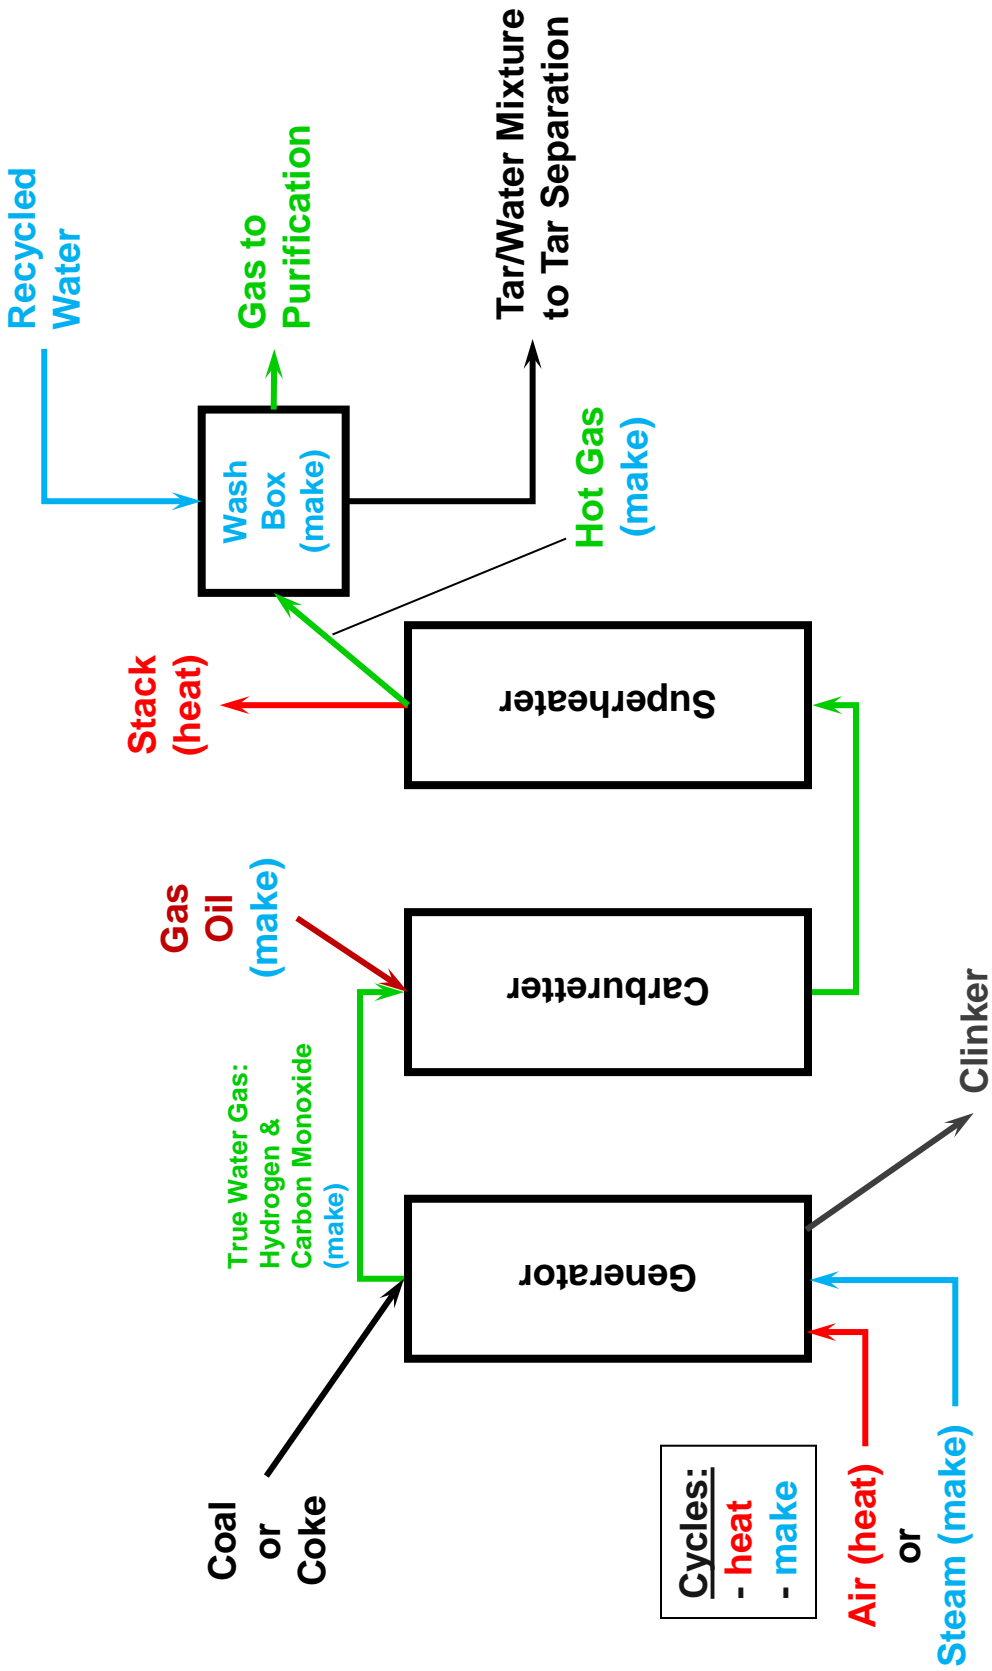 Recycled
Water
Gas to
Purification
Tar/Water Mixture
to Tar Separation
Wash
Box
(make)
Hot Gas
(make)
Stack
(heat)
Superheater
Gas
Oil
(make)
Carburetter
True Water Gas:
Hydrogen &
Carbon Monoxide
(make)
Generator
Clinker
Coal
or
Coke
Cycles:
- heat
- make
Air (heat)
or
Steam (make)